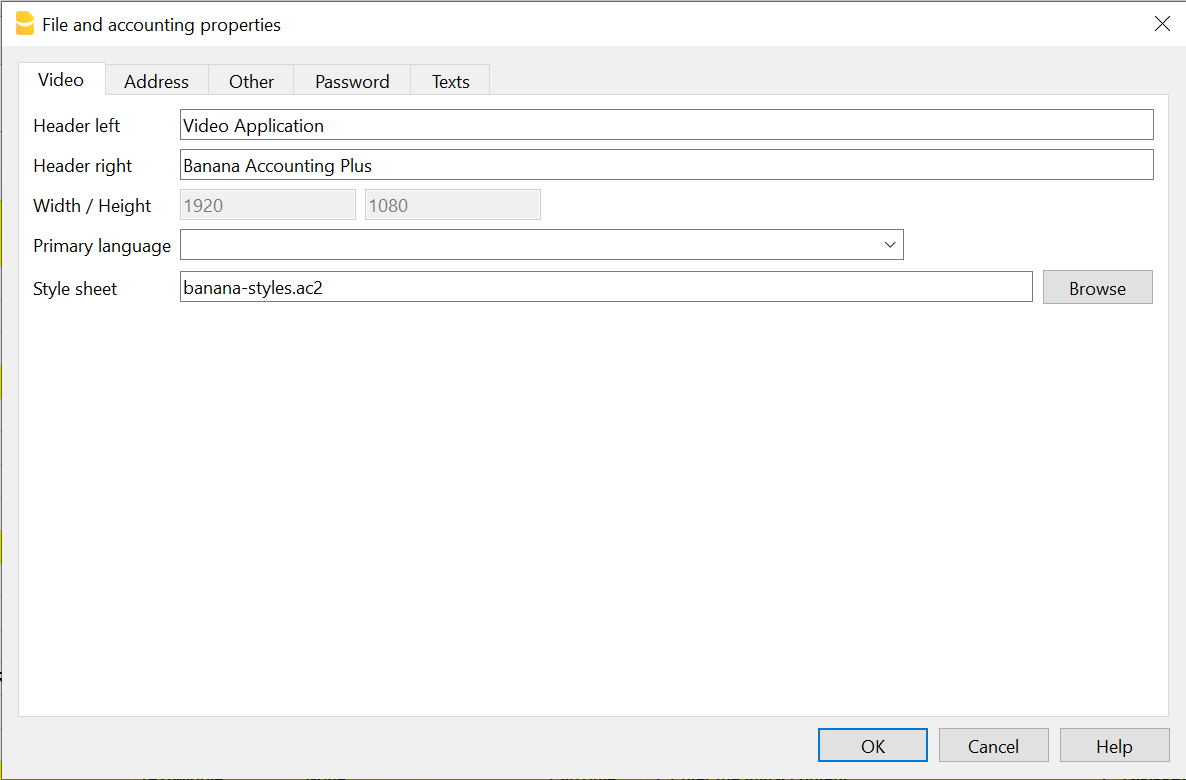 File and accounting properties
Video Address Other Password Texts
Header left Video Application
Header right Banana Accounting Plus
Width / Height 1920 1080
Primary language
Style sheet banana-styles.ac2 Browse
OK Cancel Help